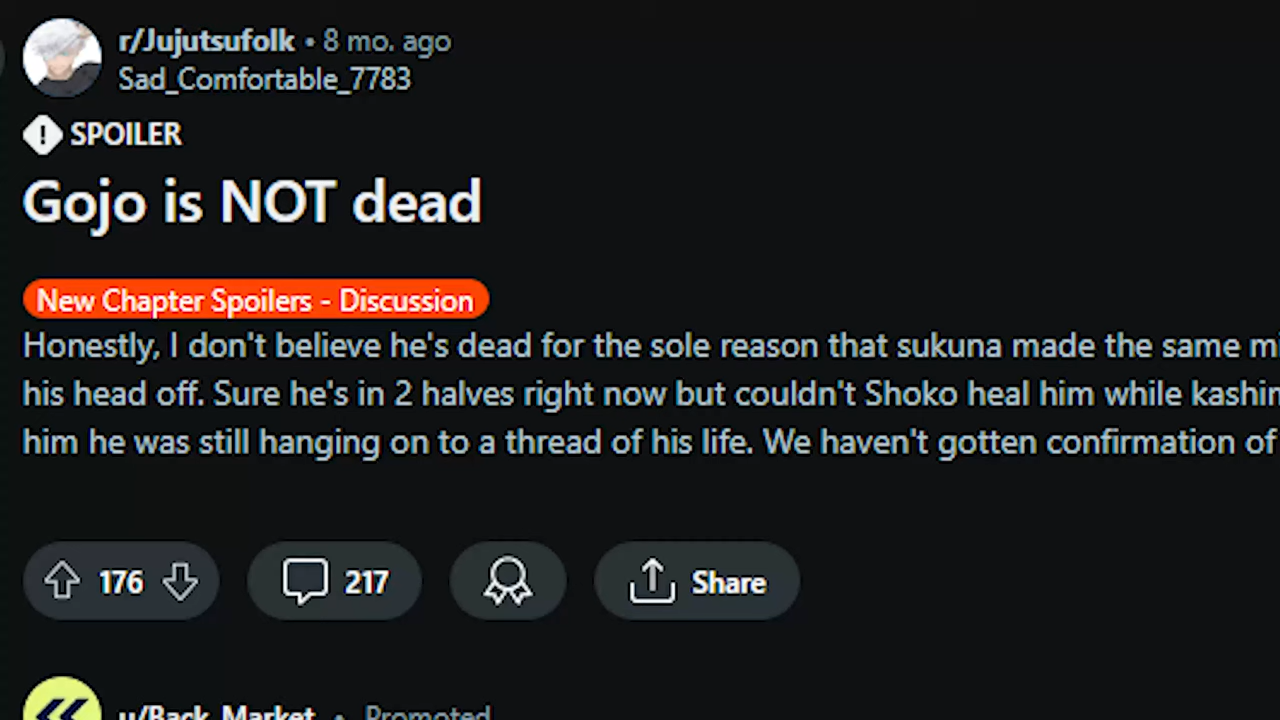 r/Jujutsufolk • 8 mo. ago
Sad_Comfortable_7783
! SPOILER
Gojo is NOT dead
New Chapter Spoilers - Discussion
Honestly, I don't believe he's dead for the sole reason that sukuna made the same
his head off. Sure he's in 2 halves right now but couldn't Shoko heal him while
him he was still hanging on to a thread of his life. We haven't gotten confirmation of
176
217
Share
u/Back_Market • Promoted